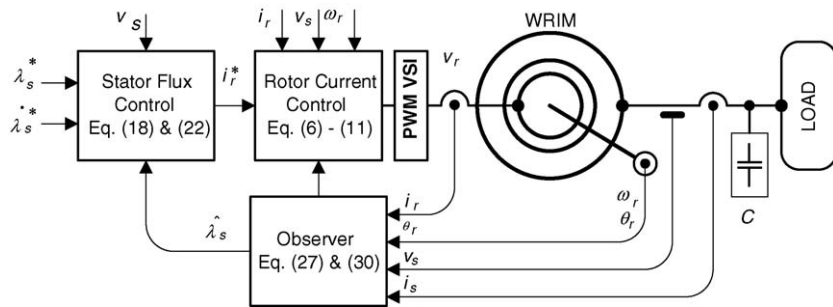 v_s
i_r v_s ω_r
WRIM
λ_s^*
λ̇_s^*
Stator Flux
Control
Eq. (18) & (22)
i_r^*
Rotor Current
Control
Eq. (6) - (11)
PWM VSI
v_r
LOAD
C
λ̂_s
Observer
Eq. (27) & (30)
i_r
θ_r
v_s
i_s
ω_r
θ_r